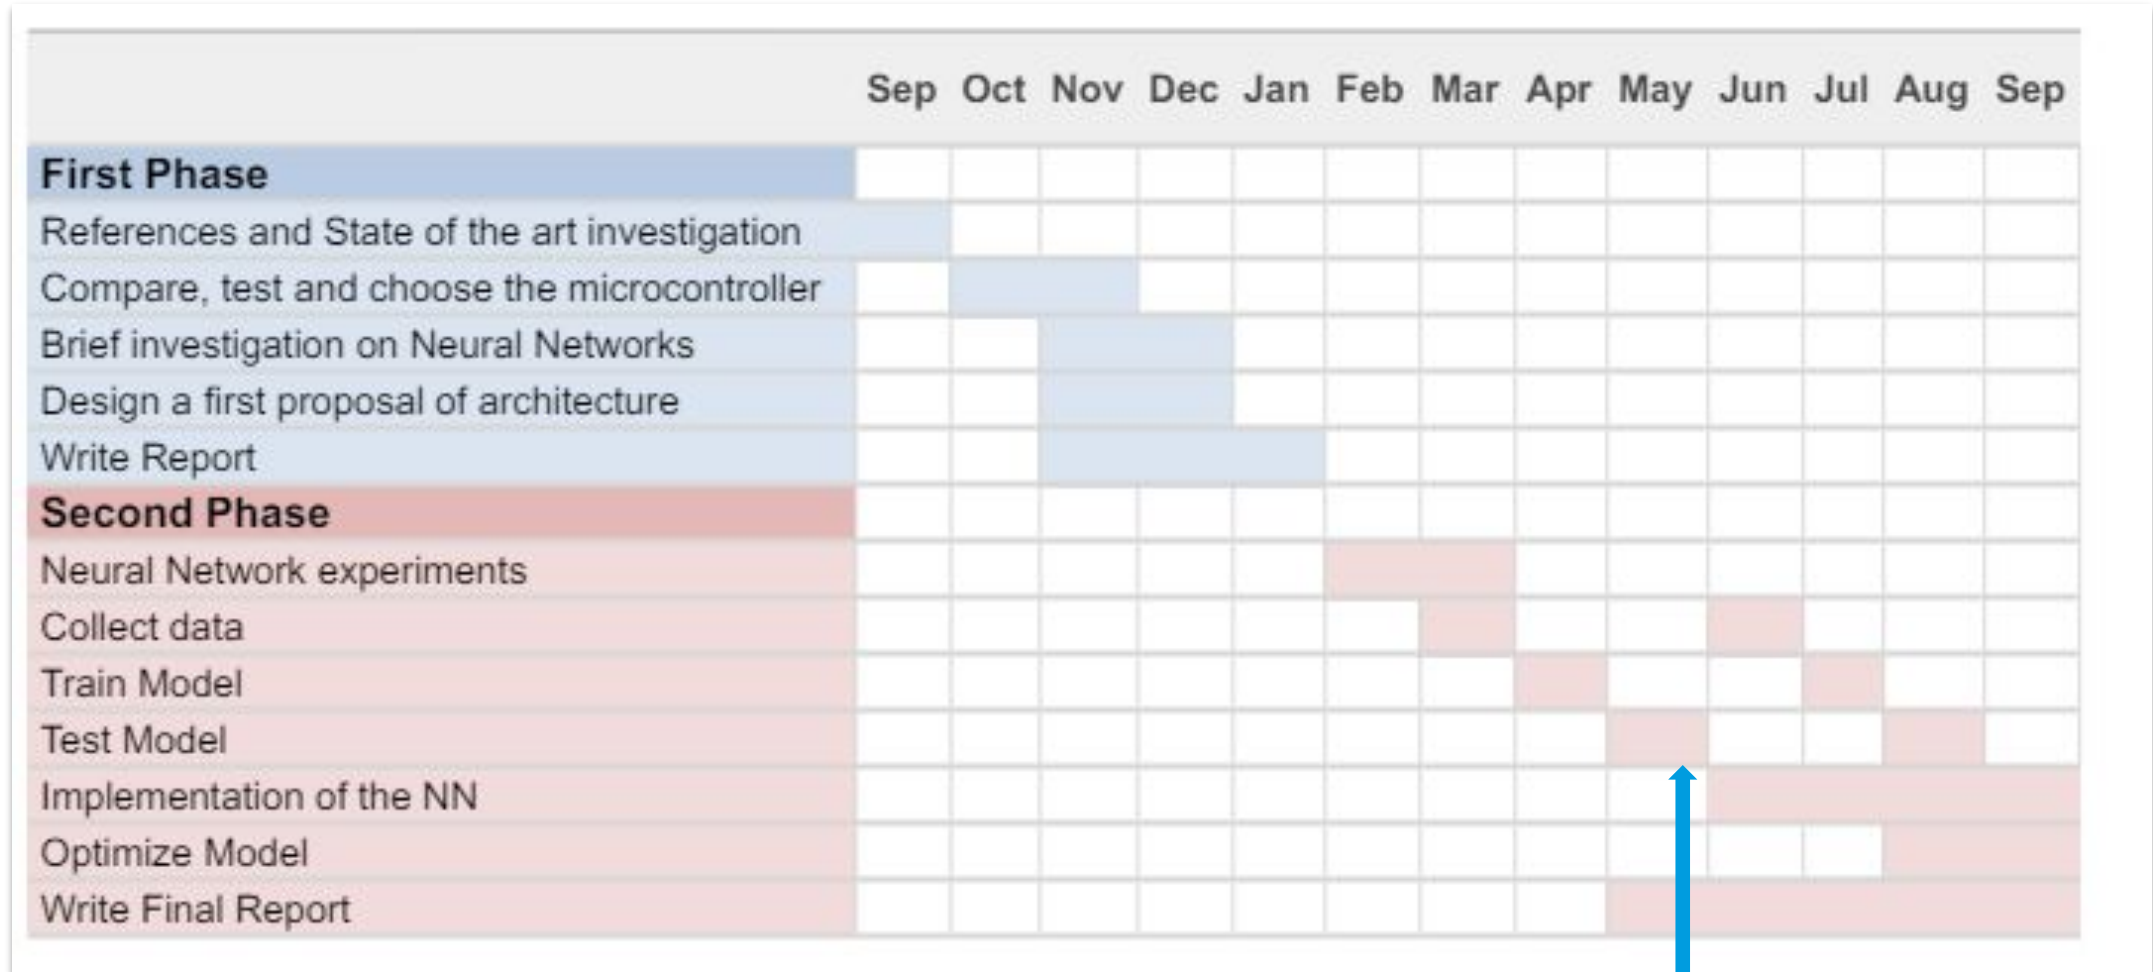 Sep Oct Nov Dec Jan Feb Mar Apr May Jun Jul Aug Sep
First Phase
References and State of the art investigation
Compare, test and choose the microcontroller
Brief investigation on Neural Networks
Design a first proposal of architecture
Write Report
Second Phase
Neural Network experiments
Collect data
Train Model
Test Model
Implementation of the NN
Optimize Model
Write Final Report